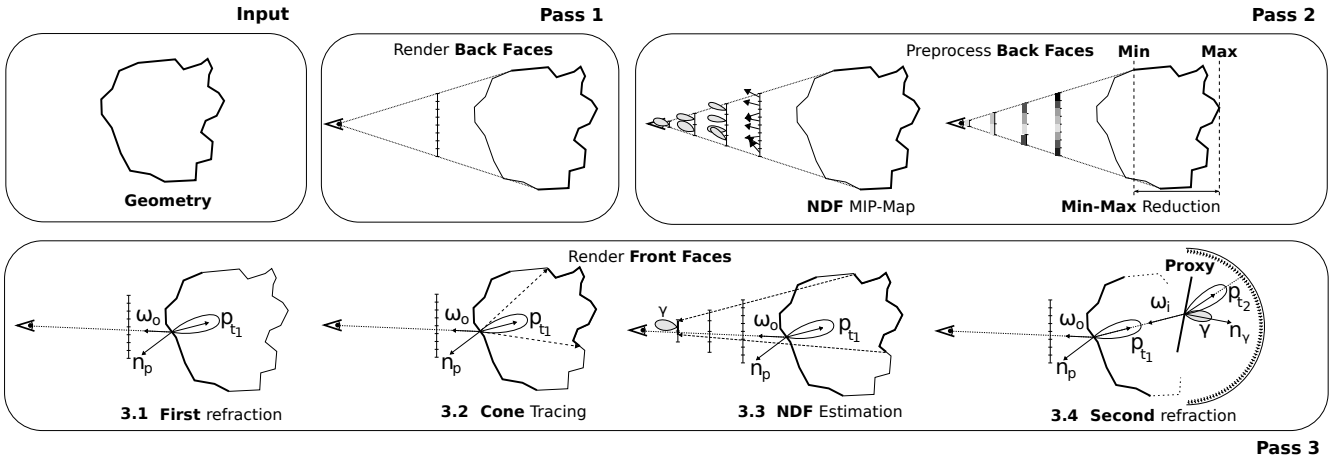 Input
Pass 1
Pass 2
Render Back Faces
Preprocess Back Faces
Min Max
Geometry
NDF MIP-Map
Min-Max Reduction
Render Front Faces
ωo pt1 np
3.1 First refraction
ωo pt1 np
3.2 Cone Tracing
γ ωo pt1 np
3.3 NDF Estimation
Proxy
ωo pt1 np ωi pt2 γ nγ
3.4 Second refraction
Pass 3